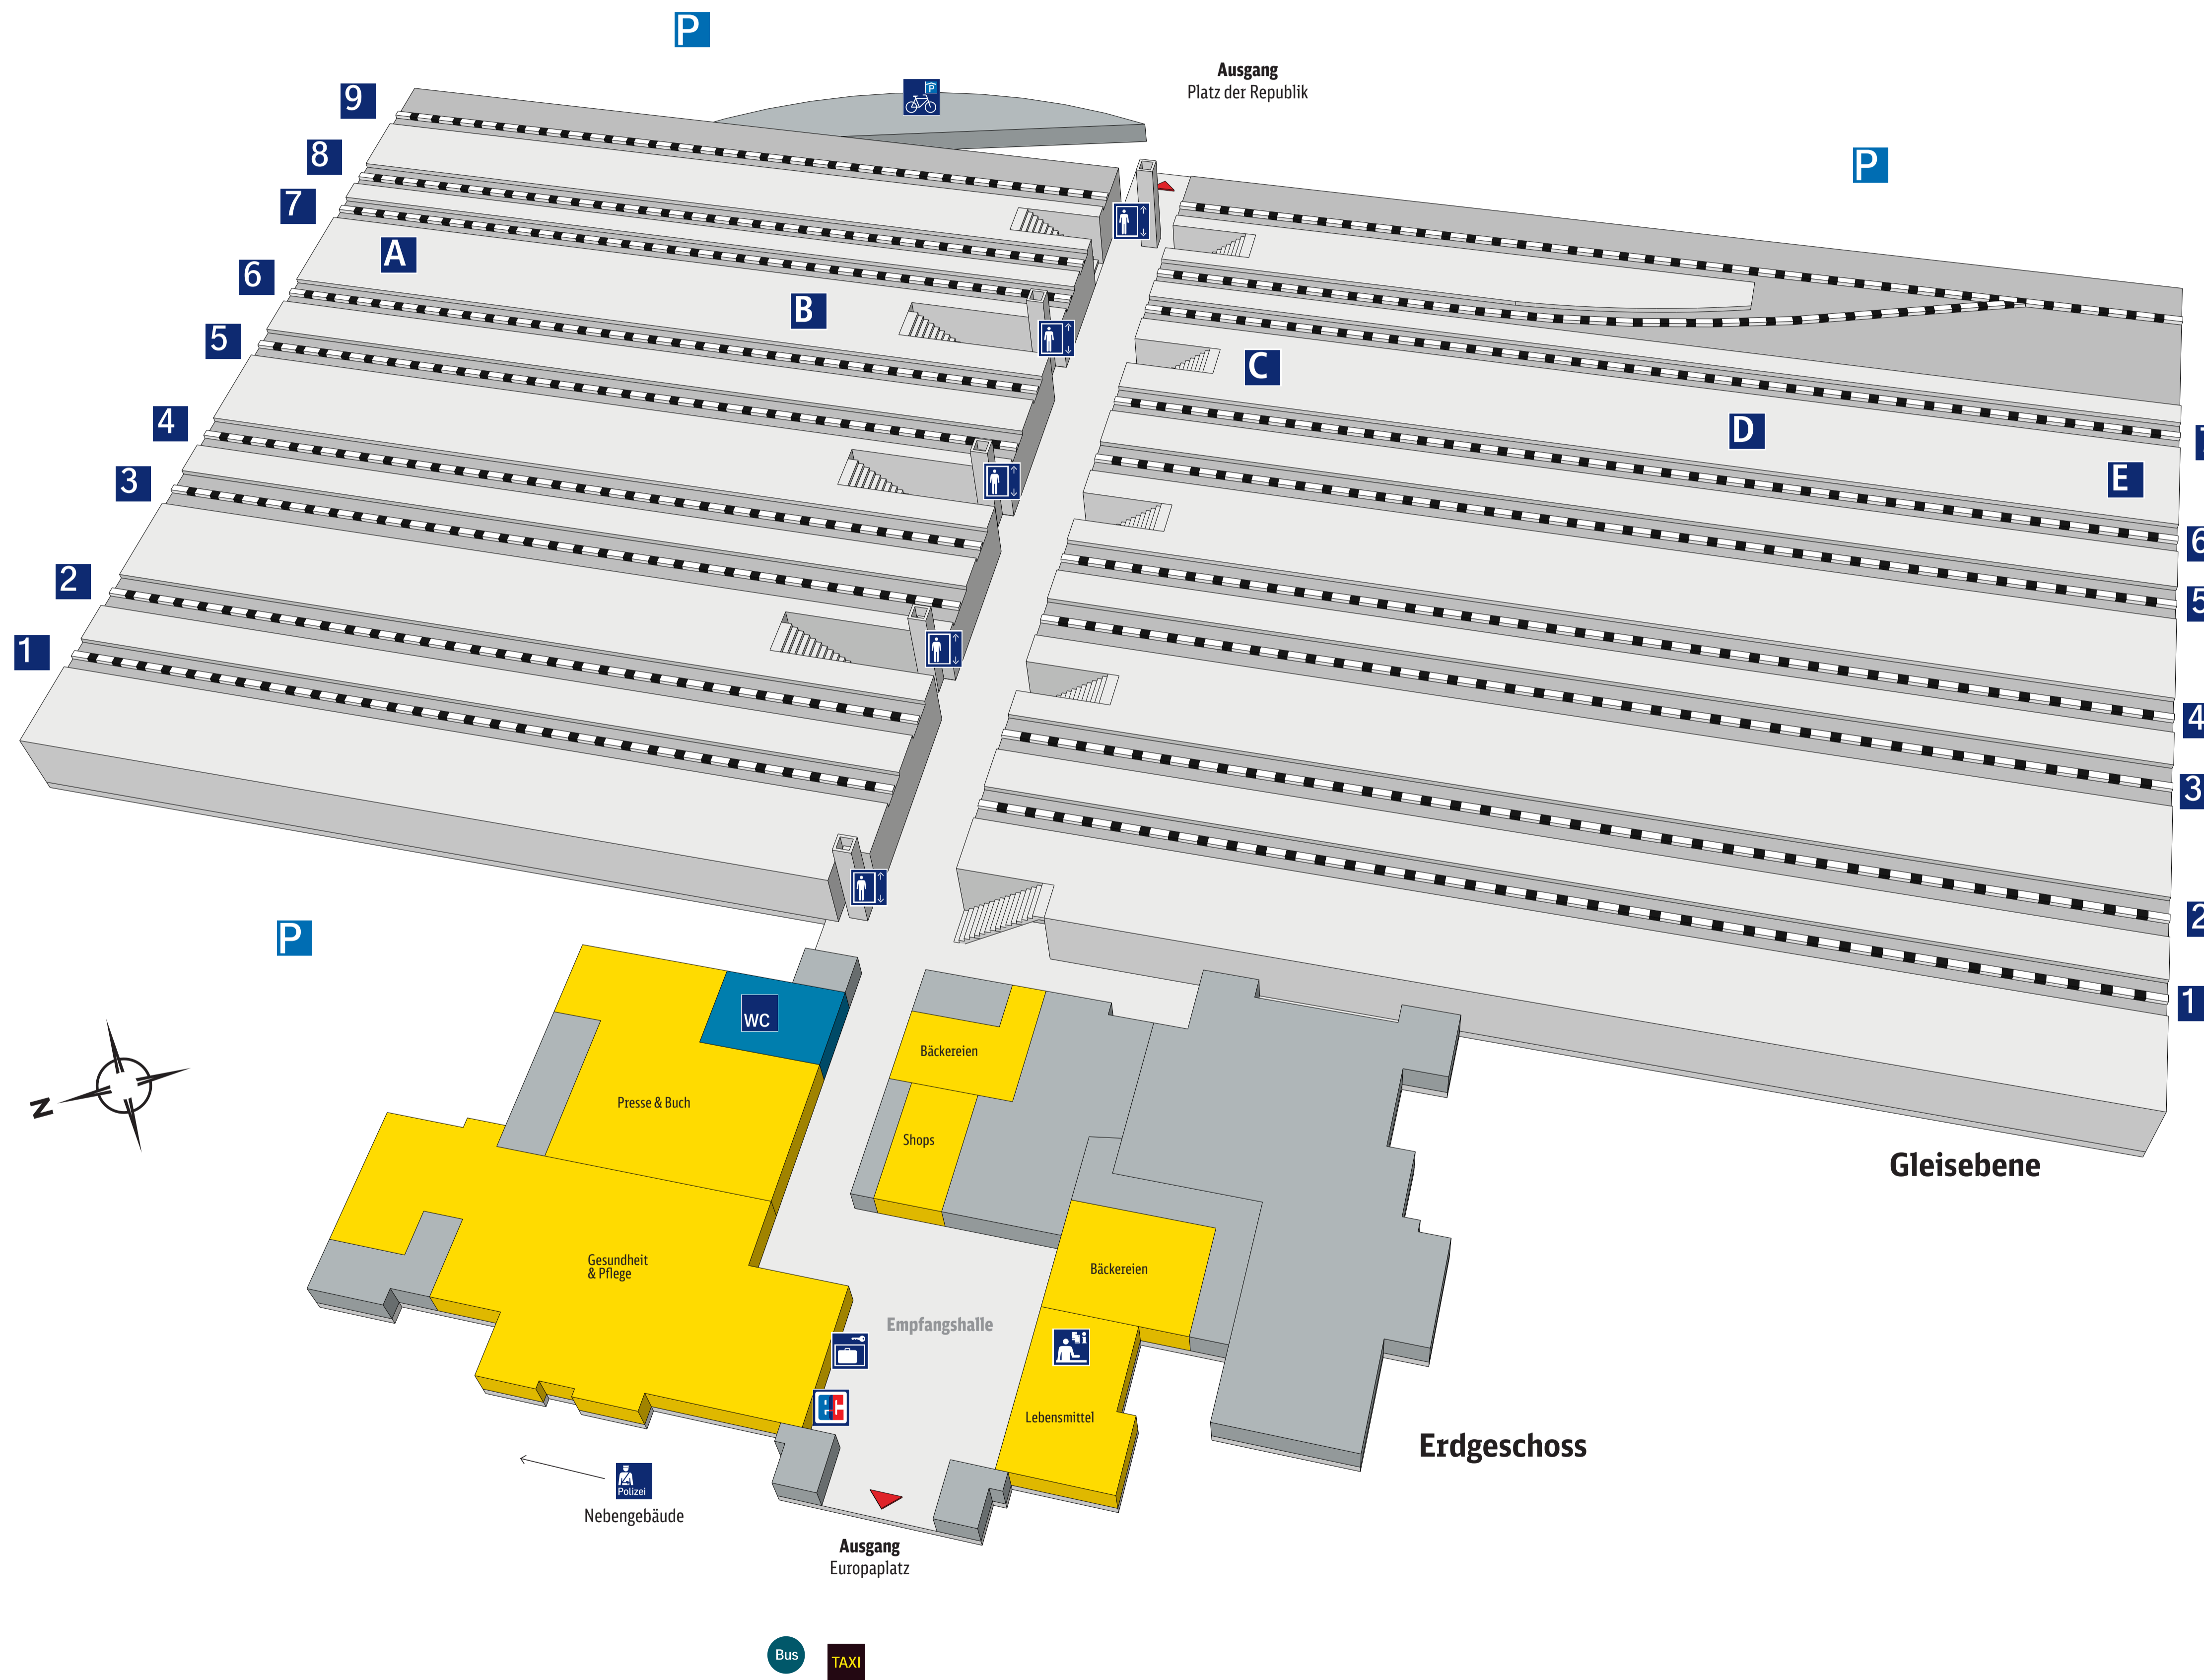 P
Ausgang
Platz der Republik
P
9
8
7
A
6
B
5
C
4
D
3
E
6
2
5
1
4
3
2
P
1
WC
Bäckereien
Presse & Buch
Shops
Gleisebene
Gesundheit
& Pflege
Bäckereien
Empfangshalle
N
Lebensmittel
Erdgeschoss
Polizei
Nebengebäude
Ausgang
Europaplatz
Bus
TAXI